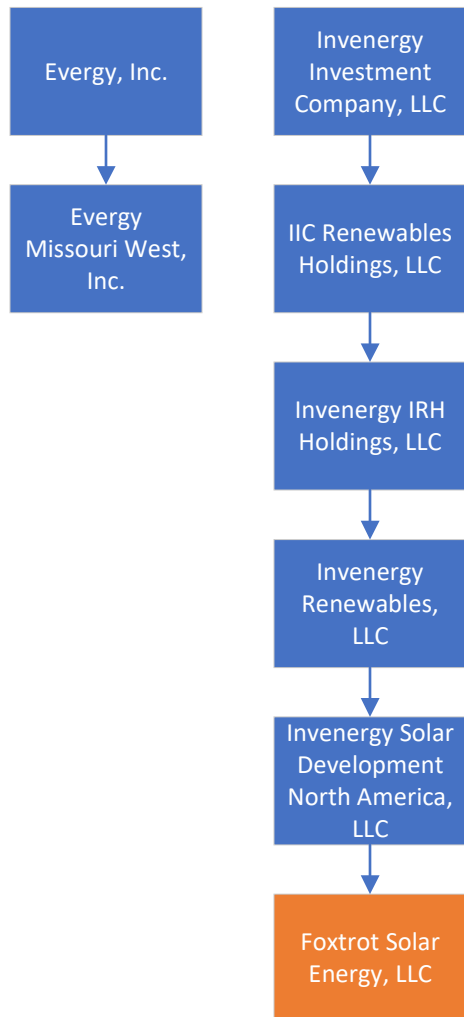 Evergy, Inc.
Evergy
Missouri West,
Inc.
Invenergy
Investment
Company, LLC
IIC Renewables
Holdings, LLC
Invenergy IRH
Holdings, LLC
Invenergy
Renewables,
LLC
Invenergy Solar
Development
North America,
LLC
Foxtrot Solar
Energy, LLC